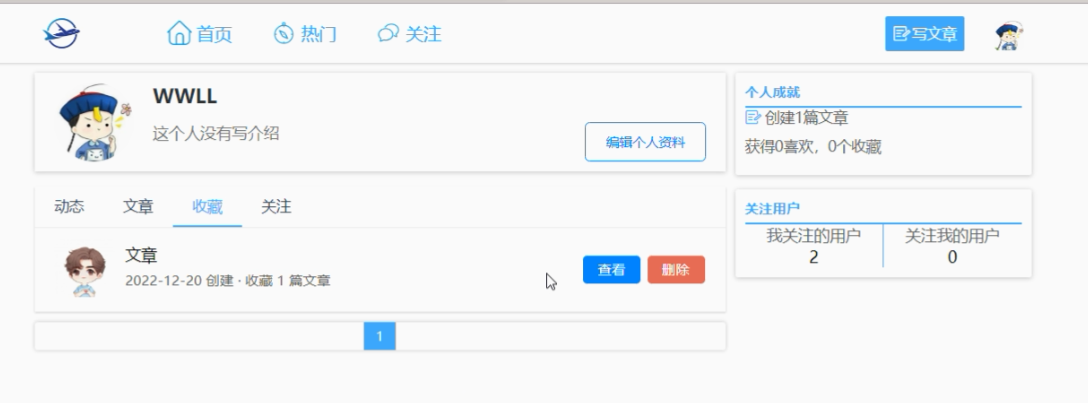 首页 热门 关注 写文章
WWLL
这个人没有写介绍
编辑个人资料
个人成就
创建1篇文章
获得0喜欢，0个收藏
动态 文章 收藏 关注
文章
2022-12-20 创建 · 收藏 1 篇文章
查看 删除
1
关注用户
我关注的用户 关注我的用户
2 0